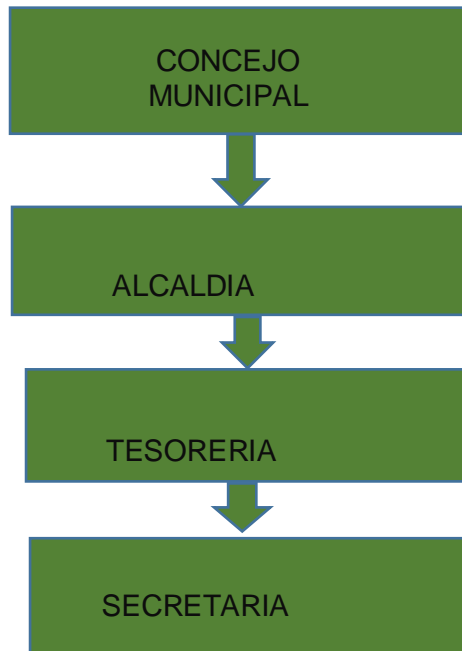 CONCEJO
MUNICIPAL
ALCALDIA
TESORERIA
SECRETARIA